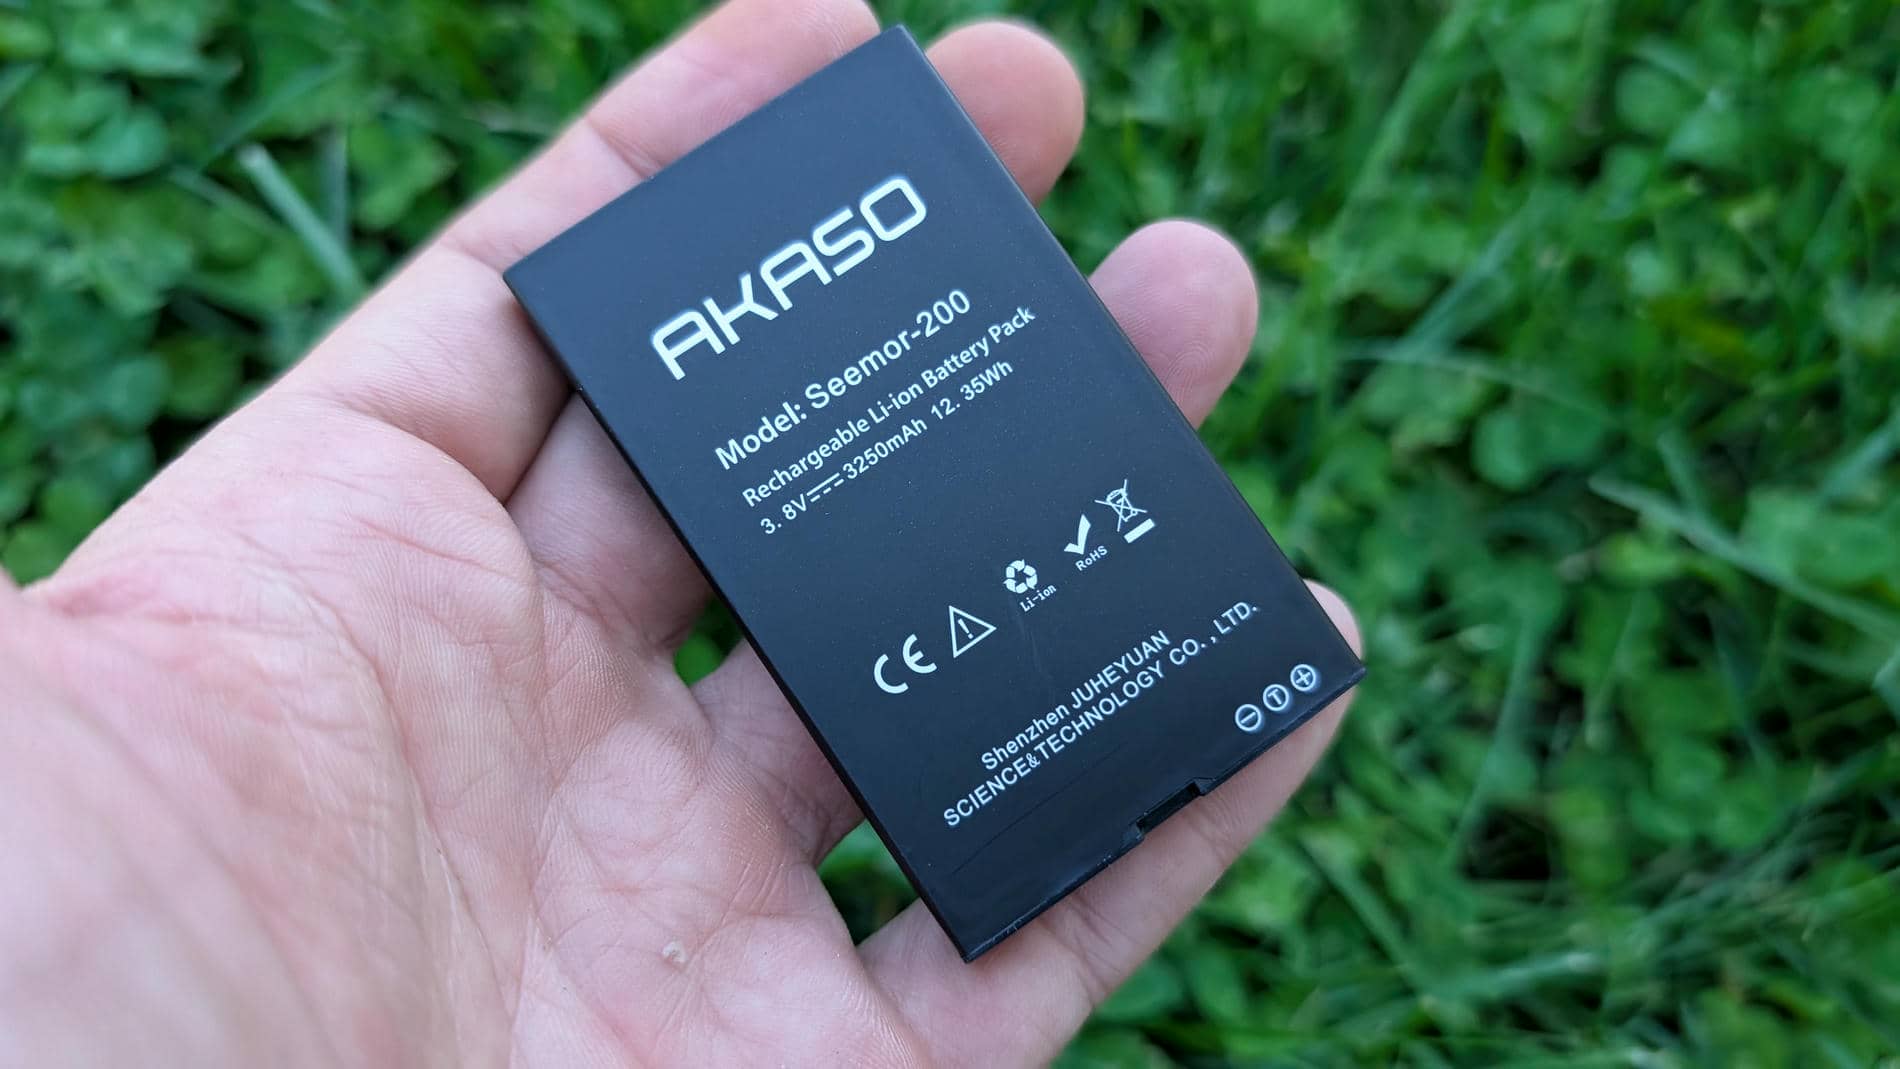 AKASO
Model: Seemor-200
Rechargeable Li-ion Battery Pack
3.8V⎓3250mAh 12.35Wh
CE
Li-ion
RoHS
Shenzhen JUHEYUAN
SCIENCE&TECHNOLOGY CO., LTD.
- T +